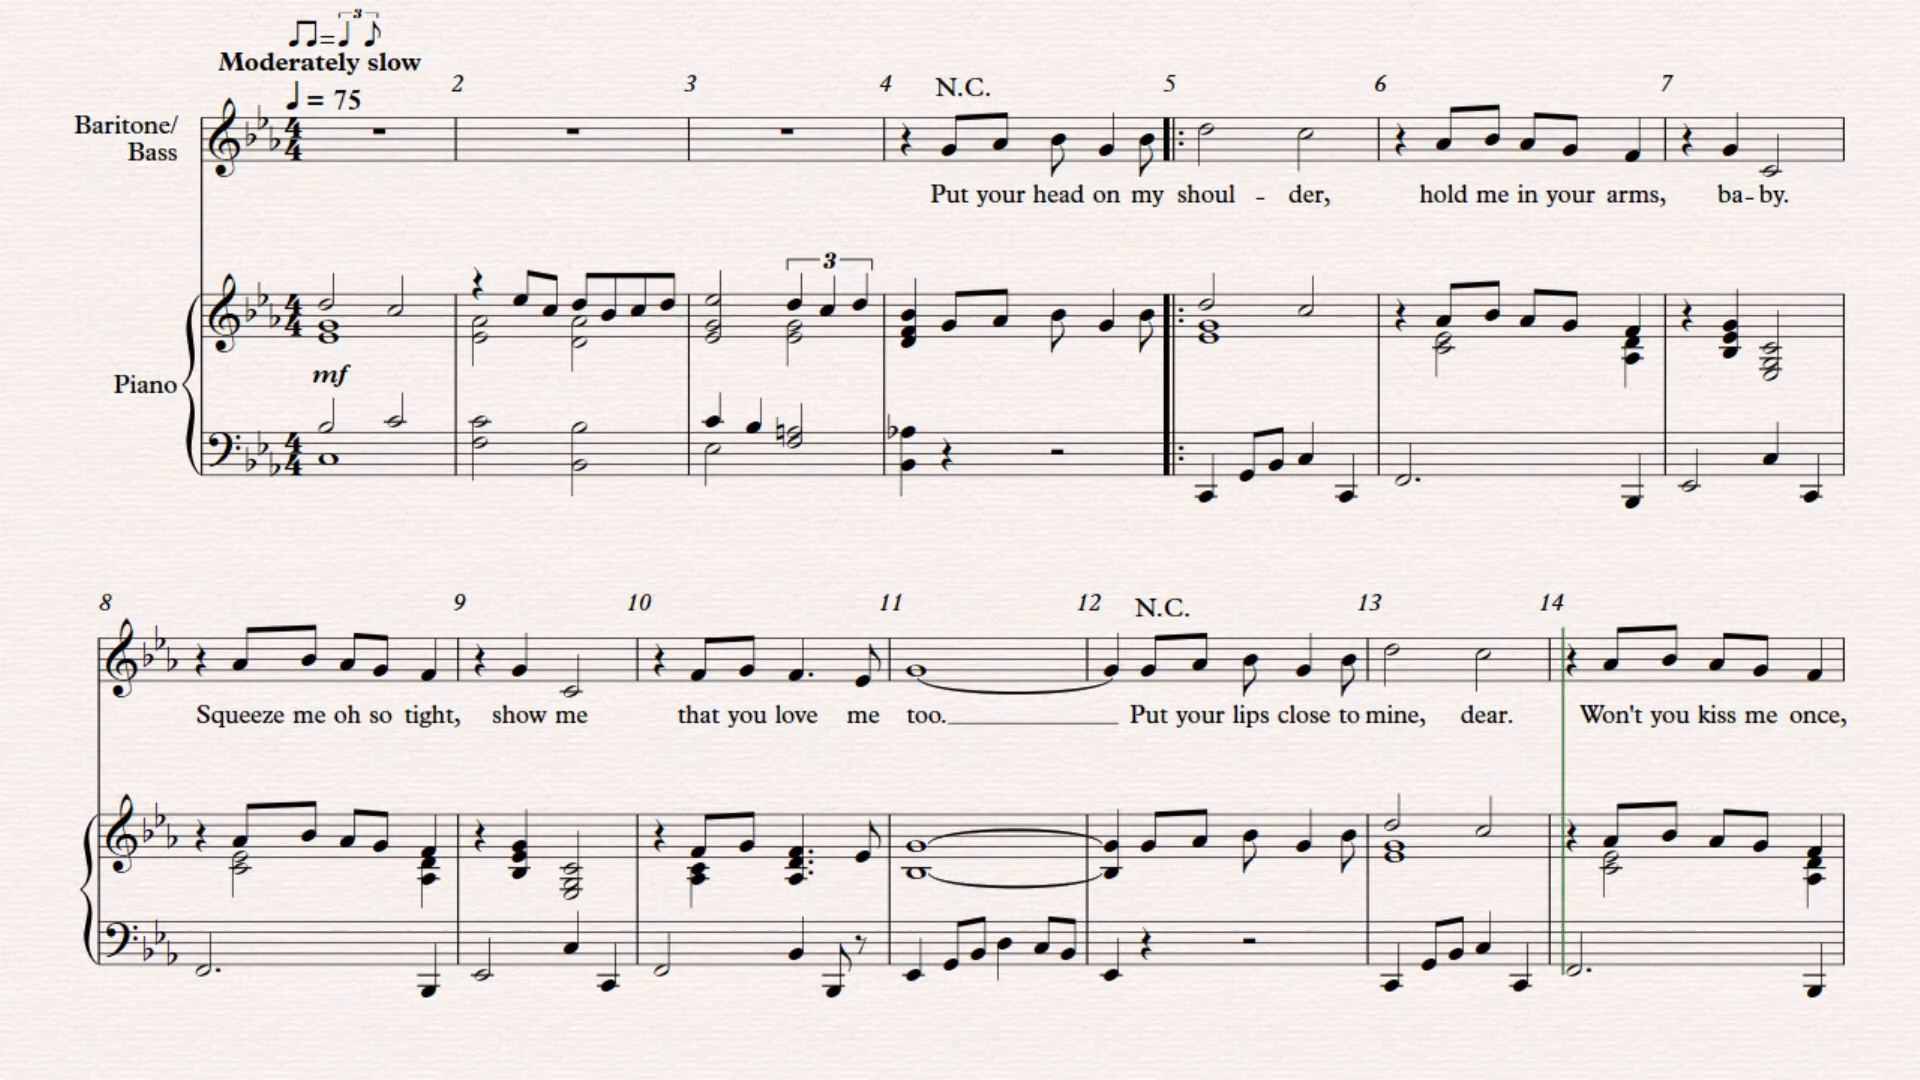 3
Moderately slow
= 75
2 3 4 N.C. 5 6 7
Baritone/
Bass
Put your head on my shoul - der, hold me in your arms, ba - by.
3
mf
Piano
8 9 10 11 12 N.C. 13 14
Squeeze me oh so tight, show me that you love me too. Put your lips close to mine, dear. Won't you kiss me once,